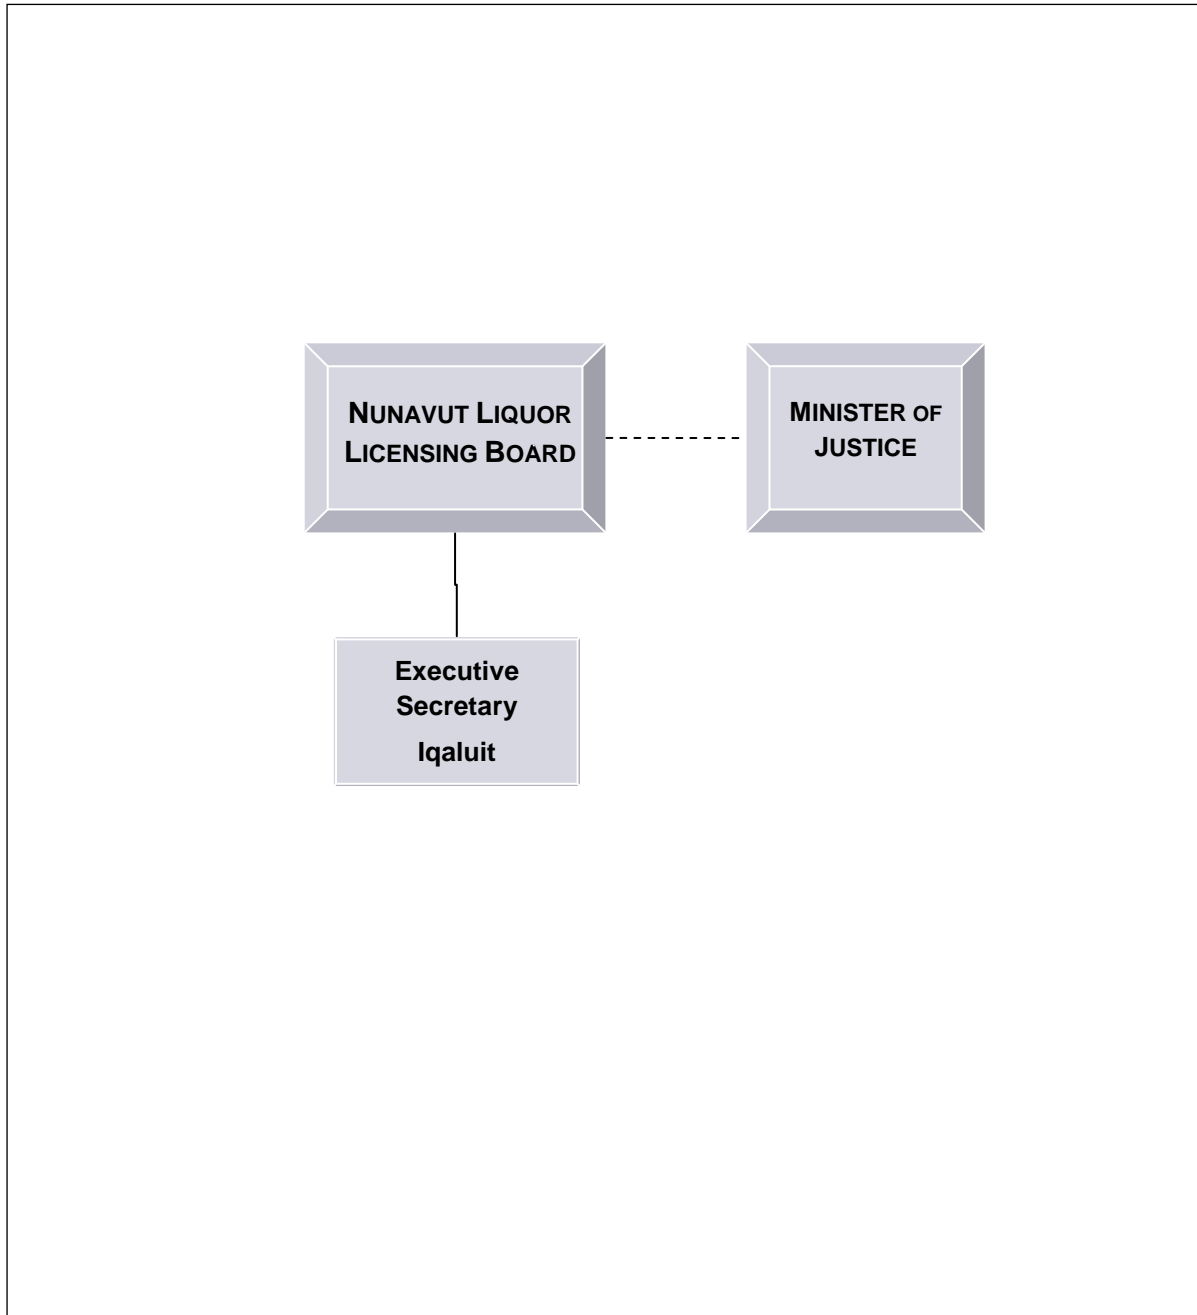 NUNAVUT LIQUOR
LICENSING BOARD
MINISTER OF
JUSTICE
Executive
Secretary
Iqaluit